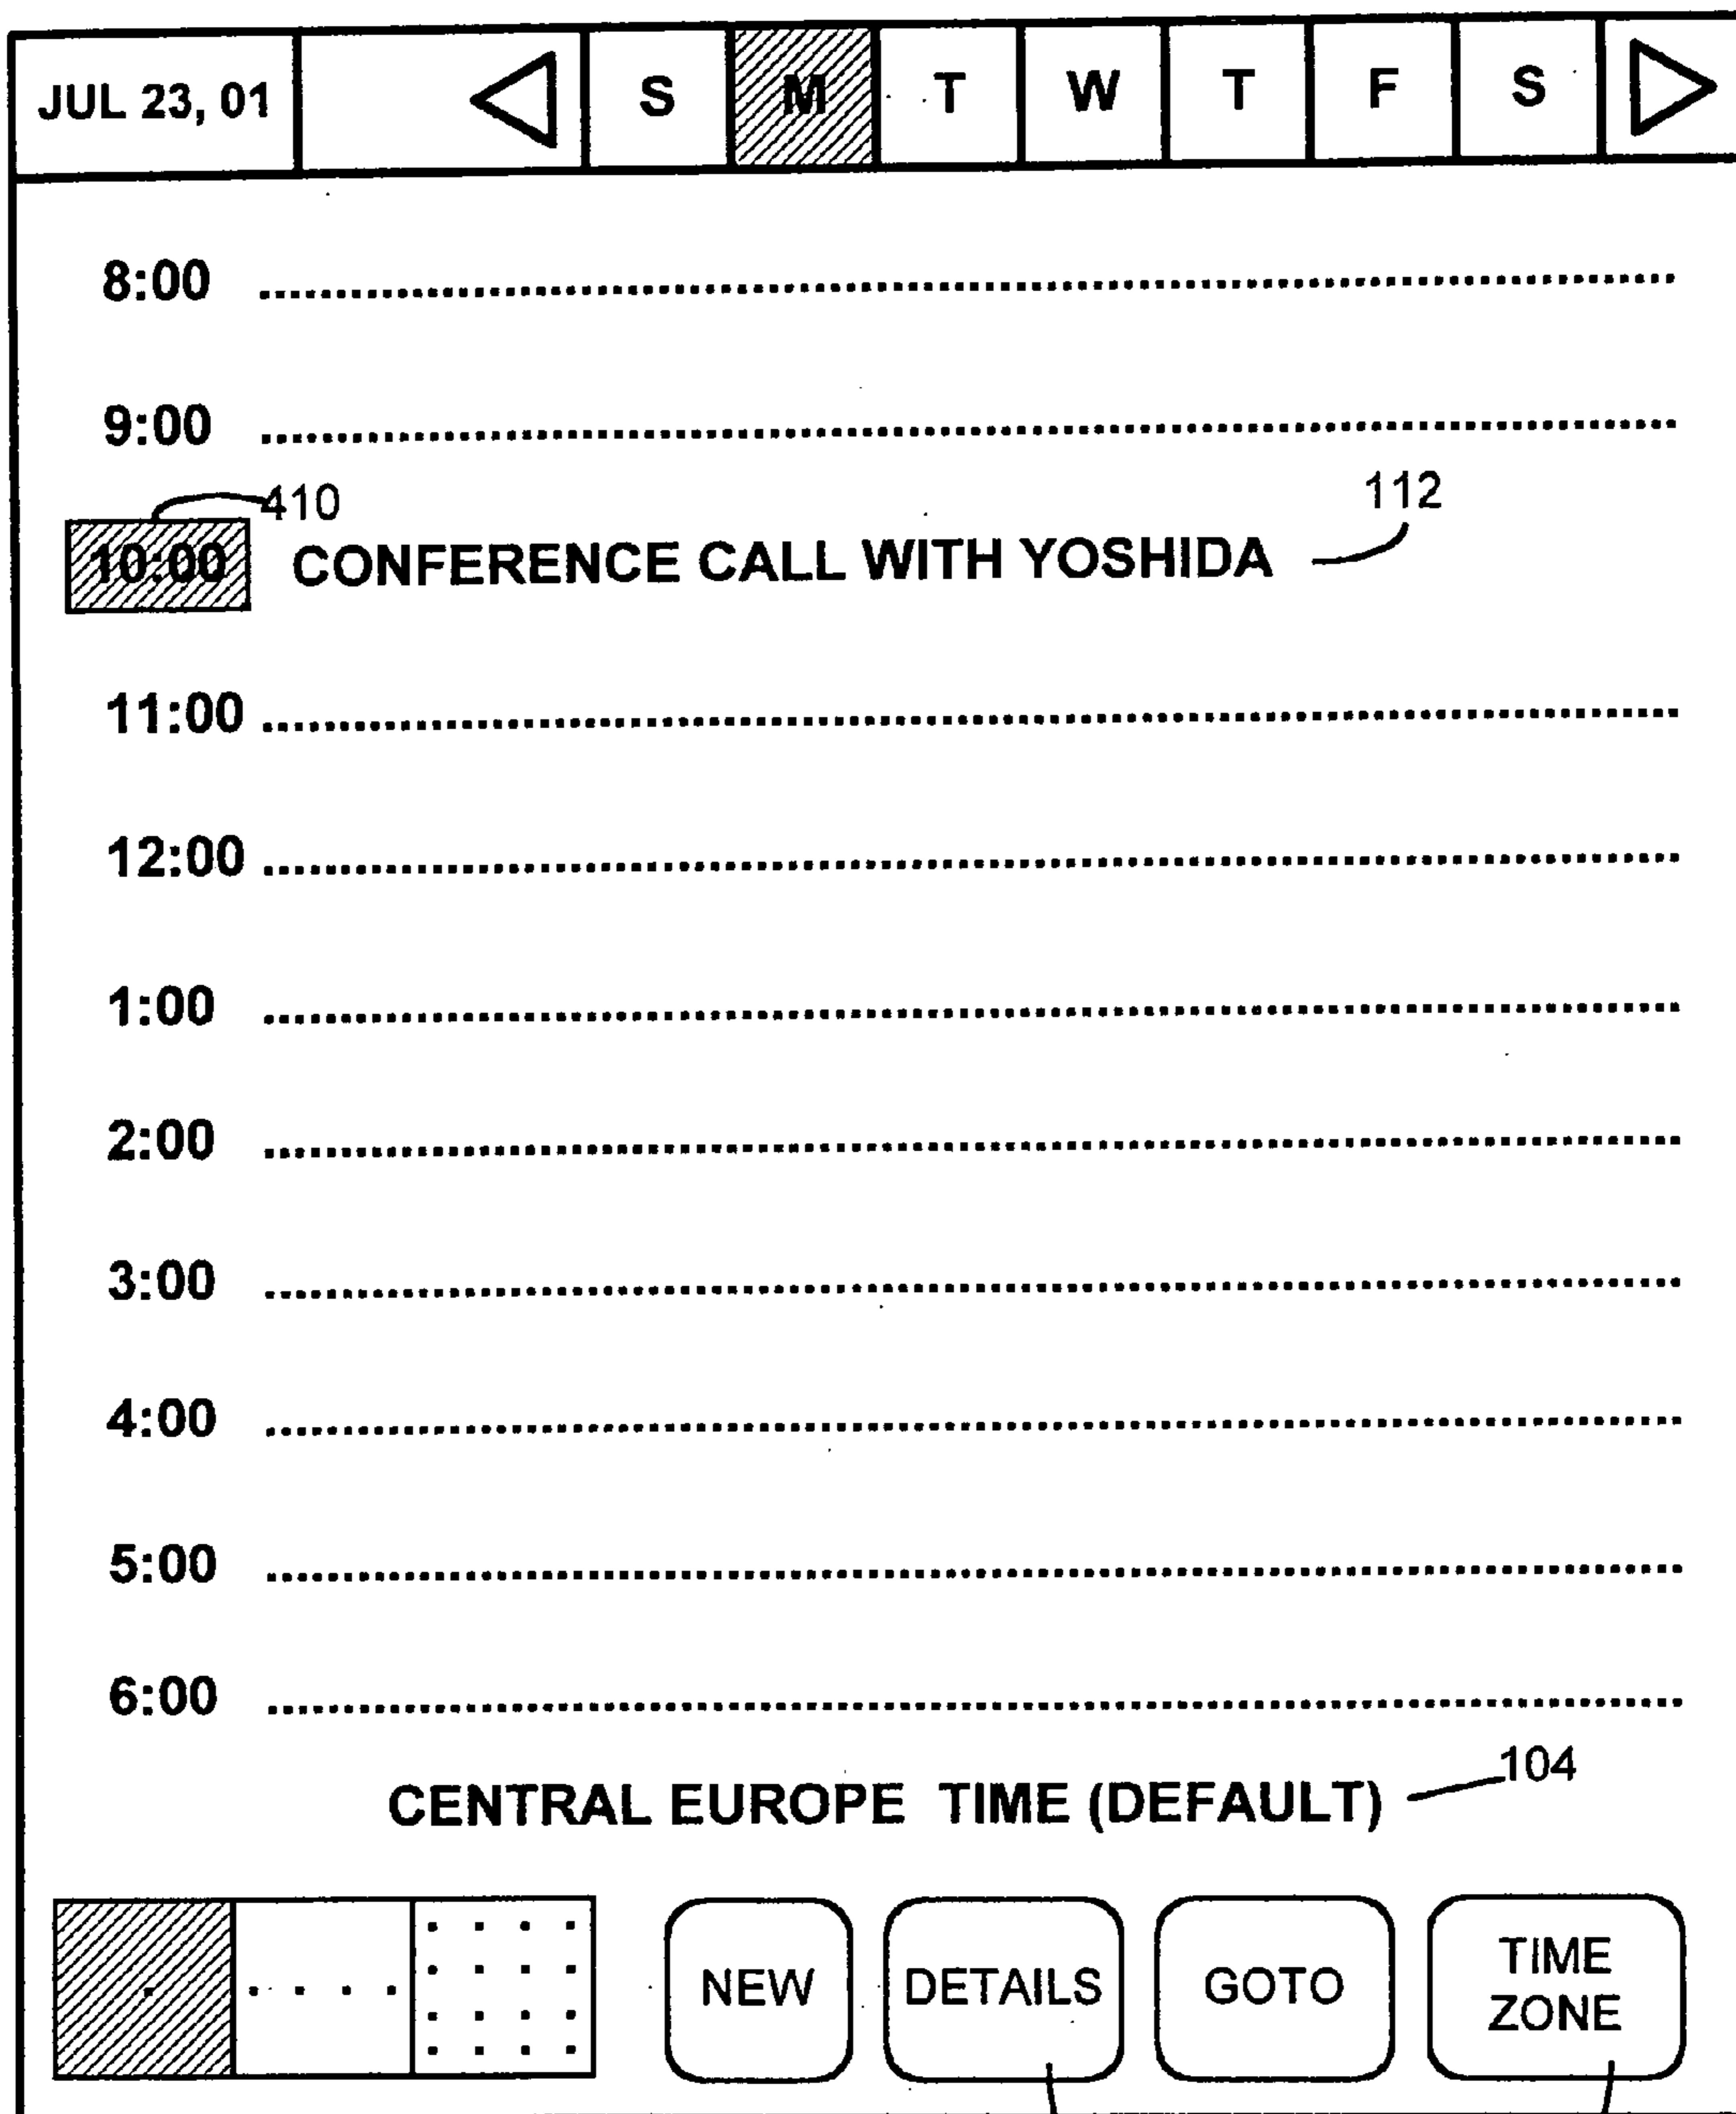 JUL 23, 01 S M T W T F S
8:00
9:00
410
112
10:00 CONFERENCE CALL WITH YOSHIDA
11:00
12:00
1:00
2:00
3:00
4:00
5:00
6:00
104
CENTRAL EUROPE TIME (DEFAULT)
NEW DETAILS GOTO TIME
ZONE